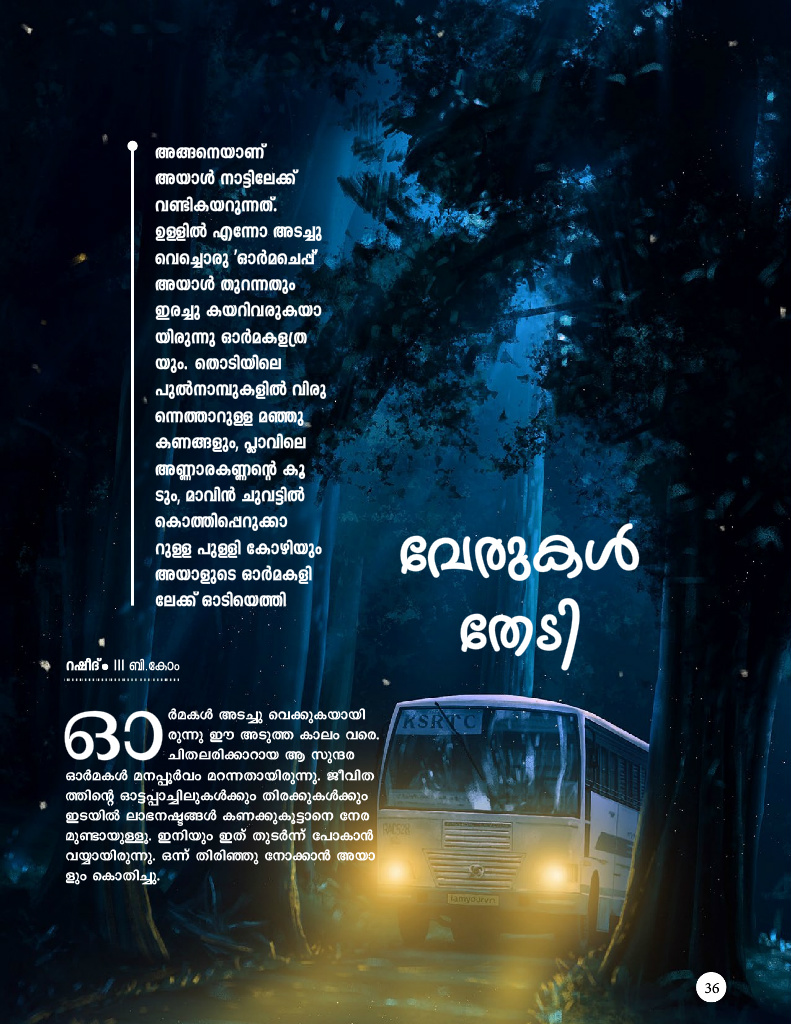 അങ്ങനെയാണ്
അയാൾ നാട്ടിലേക്ക്
വണ്ടികയറുന്നത്.
ഉള്ളിൽ എന്നോ അടച്ചു
വെച്ചൊരു 'ഓർമചെപ്പ്'
അയാൾ തുറന്നതും
ഇരച്ചു കയറിവരുകയാ
യിരുന്നു ഓർമകളത്ര
യും. തൊടിയിലെ
പുൽനാമ്പുകളിൽ വിരു
ന്നെത്താറുള്ള മഞ്ഞു
കണങ്ങളും, പ്ലാവിലെ
അണ്ണാരകണ്ണന്റെ കൂ
ടും, മാവിൻ ചുവട്ടിൽ
കൊത്തിപ്പെറുക്കാ
റുള്ള പുള്ളി കോഴിയും
അയാളുടെ ഓർമകളി
ലേക്ക് ഓടിയെത്തി
വേരുകൾ
തേടി
റഷീദ് • III ബി.കോം
ഓർമകൾ അടച്ചു വെക്കുകയായി
രുന്നു ഈ അടുത്ത കാലം വരെ.
ചിതലരിക്കാറായ ആ സുന്ദര
ഓർമകൾ മനപ്പൂർവം മറന്നതായിരുന്നു. ജീവിത
ത്തിന്റെ ഓട്ടപ്പാച്ചിലുകൾക്കും തിരക്കുകൾക്കും
ഇടയിൽ ലാഭനഷ്ടങ്ങൾ കണക്കുകൂട്ടാനെ നേര
മുണ്ടായുള്ളു. ഇനിയും ഇത് തുടർന്ന് പോകാൻ
വയ്യായിരുന്നു. ഒന്ന് തിരിഞ്ഞു നോക്കാൻ അയാ
ളും കൊതിച്ചു.
KSRTC
iamyourvin
36